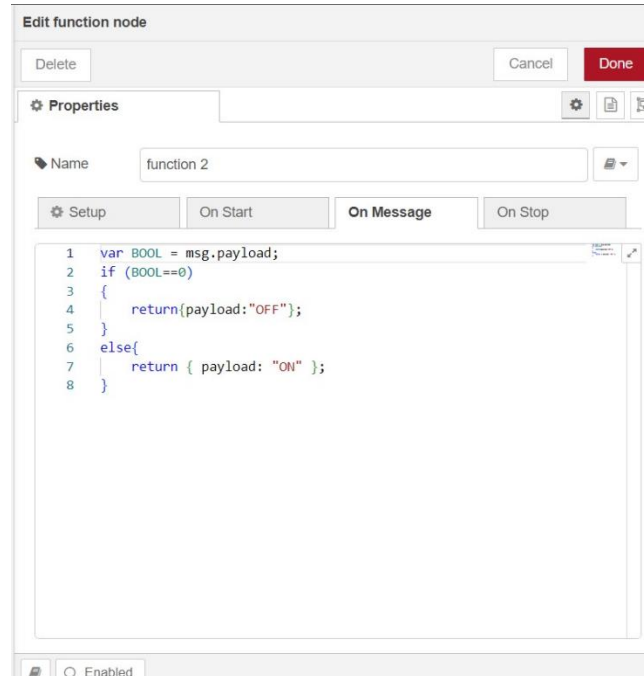 Edit function node
Delete
Cancel
Done
Properties
Name
function 2
Setup
On Start
On Message
On Stop
1 var BOOL = msg.payload;
2 if (BOOL==0)
3 {
4 return{payload:"OFF"};
5 }
6 else{
7 return { payload: "ON" };
8 }
Enabled